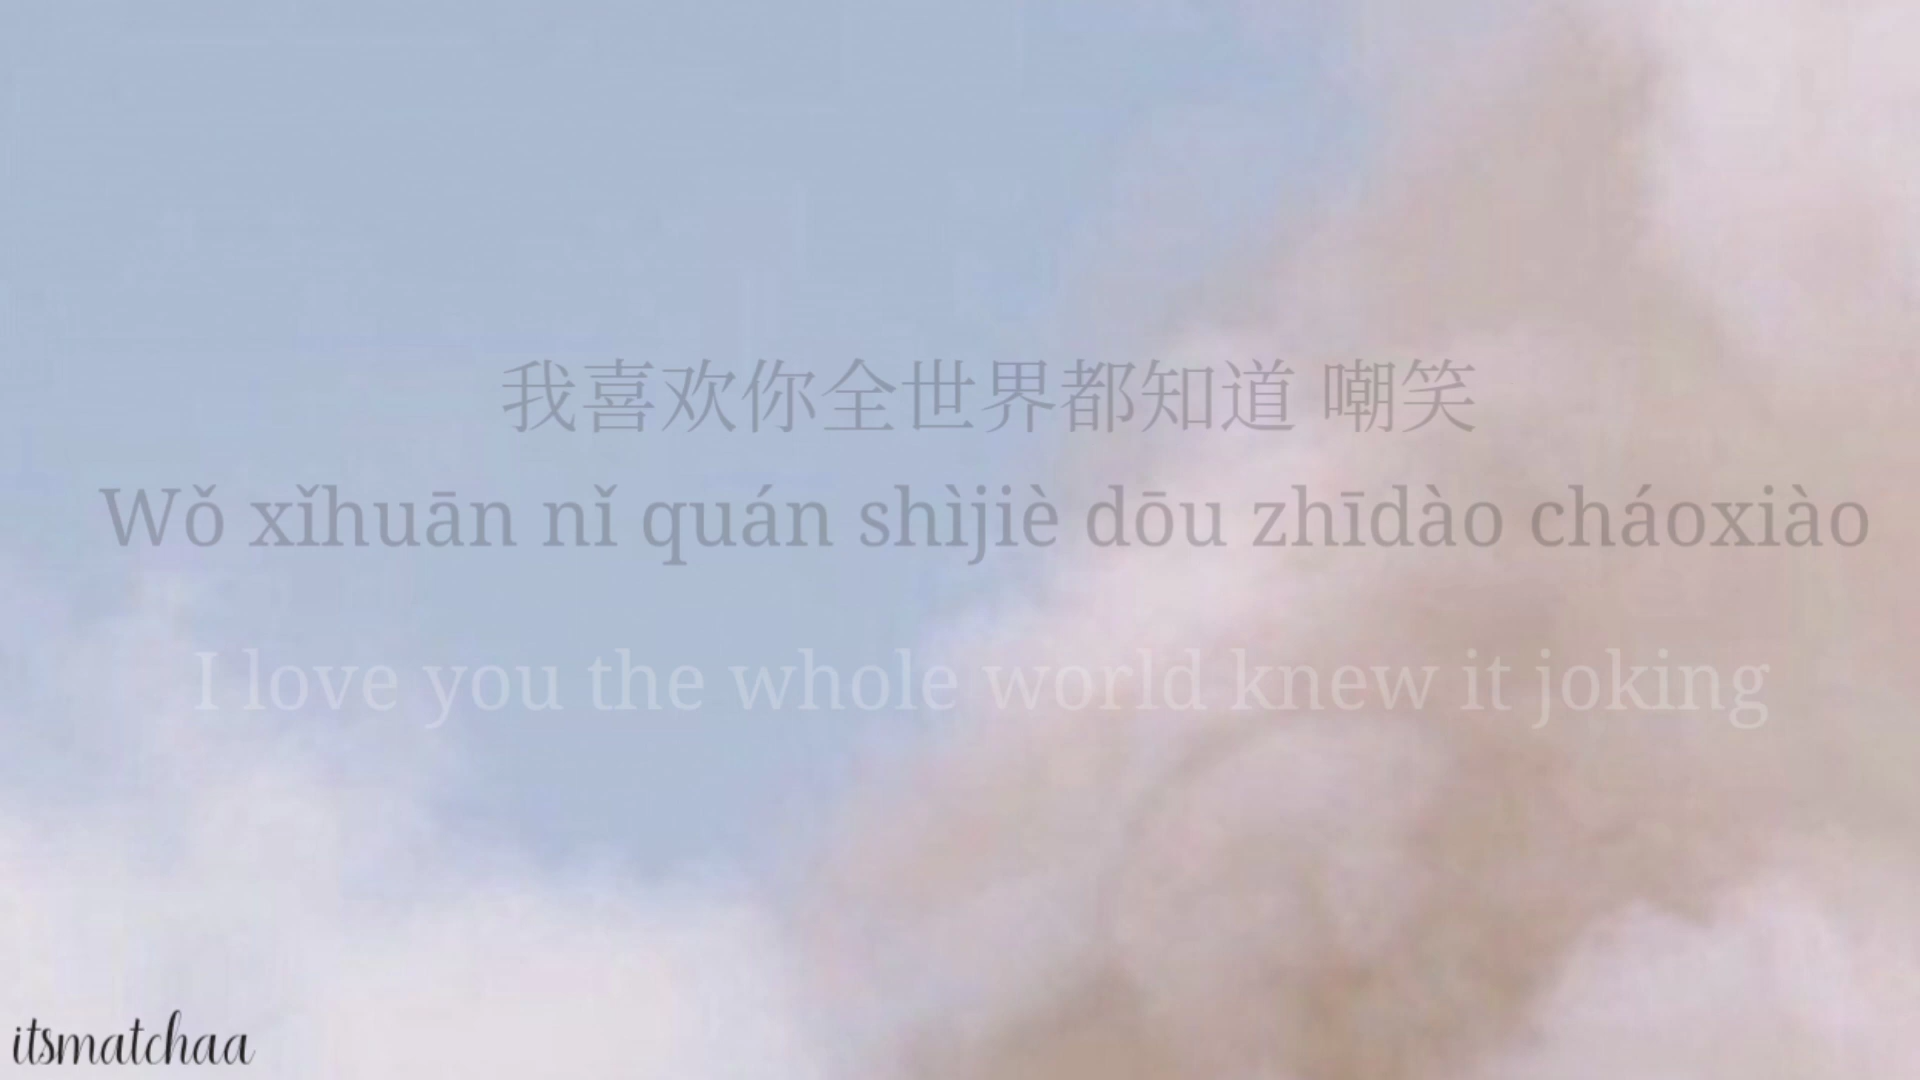 我喜欢你全世界都知道 嘲笑
Wǒ xǐhuān nǐ quán shìjiè dōu zhīdào cháoxiào
I love you the whole world knew it joking
itsmatchaa